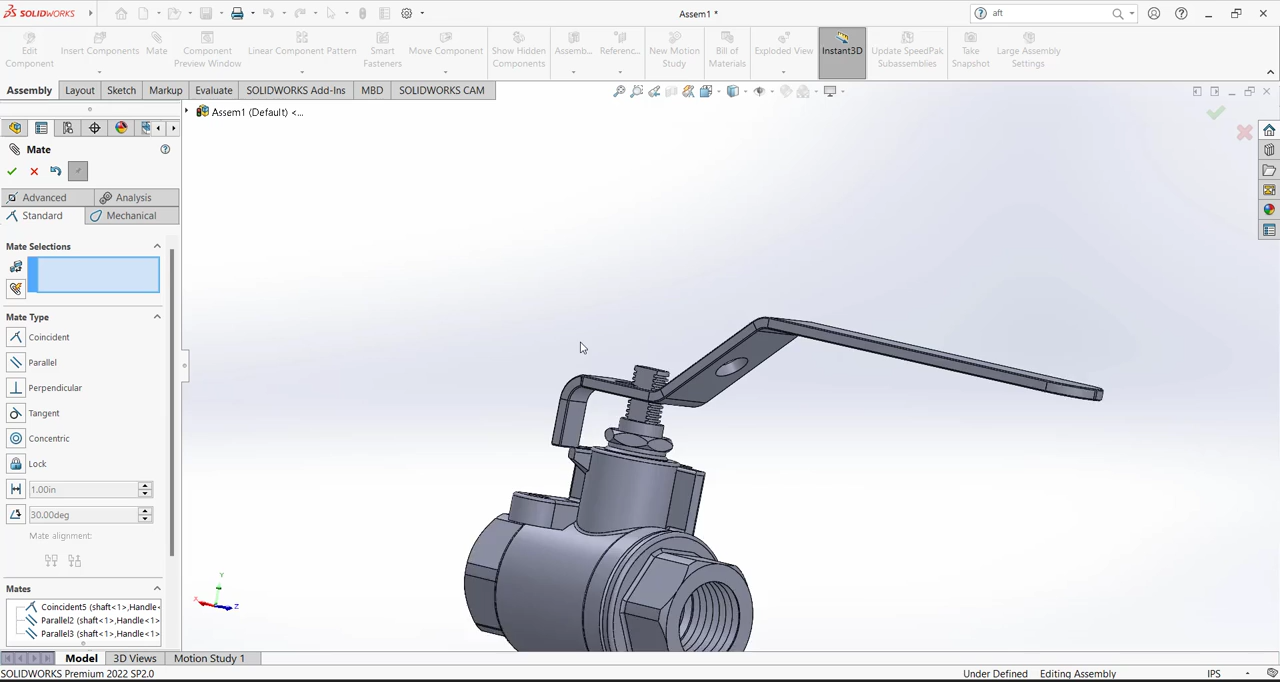 SOLIDWORKS
Assem1 *
aft
Edit Component
Insert Components
Mate
Component Preview Window
Linear Component Pattern
Smart Fasteners
Move Component
Show Hidden Components
Assemb...
Referenc...
New Motion Study
Bill of Materials
Exploded View
Instant3D
Update SpeedPak Subassemblies
Take Snapshot
Large Assembly Settings
Assembly
Layout
Sketch
Markup
Evaluate
SOLIDWORKS Add-Ins
MBD
SOLIDWORKS CAM
Assem1 (Default) <...
Mate
Advanced
Analysis
Standard
Mechanical
Mate Selections
Mate Type
Coincident
Parallel
Perpendicular
Tangent
Concentric
Lock
1.00in
30.00deg
Mate alignment:
Mates
Coincident5 (shaft<1>,Handle<
Parallel2 (shaft<1>,Handle<1>
Parallel3 (shaft<1>,Handle<1>
Y
X
Z
Model
3D Views
Motion Study 1
SOLIDWORKS Premium 2022 SP2.0
Under Defined
Editing Assembly
IPS